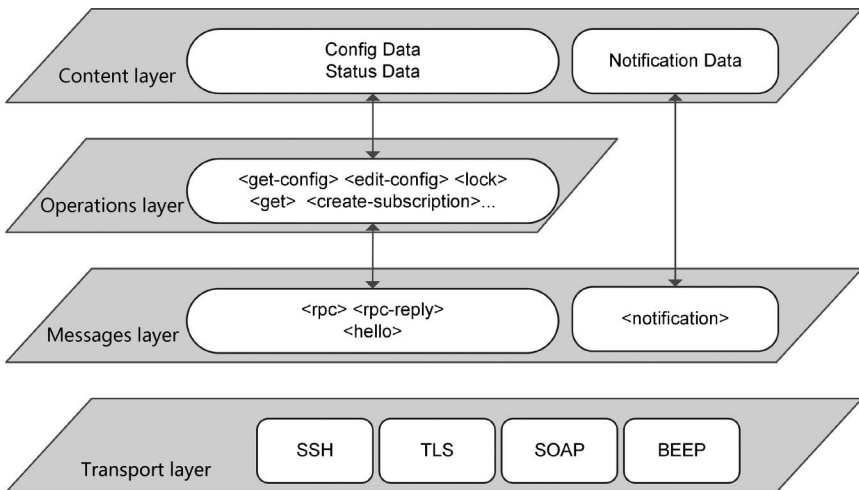 Content layer
Config Data
Status Data
Notification Data
Operations layer
<get-config> <edit-config> <lock>
<get> <create-subscription>...
Messages layer
<rpc> <rpc-reply>
<hello>
<notification>
Transport layer
SSH
TLS
SOAP
BEEP